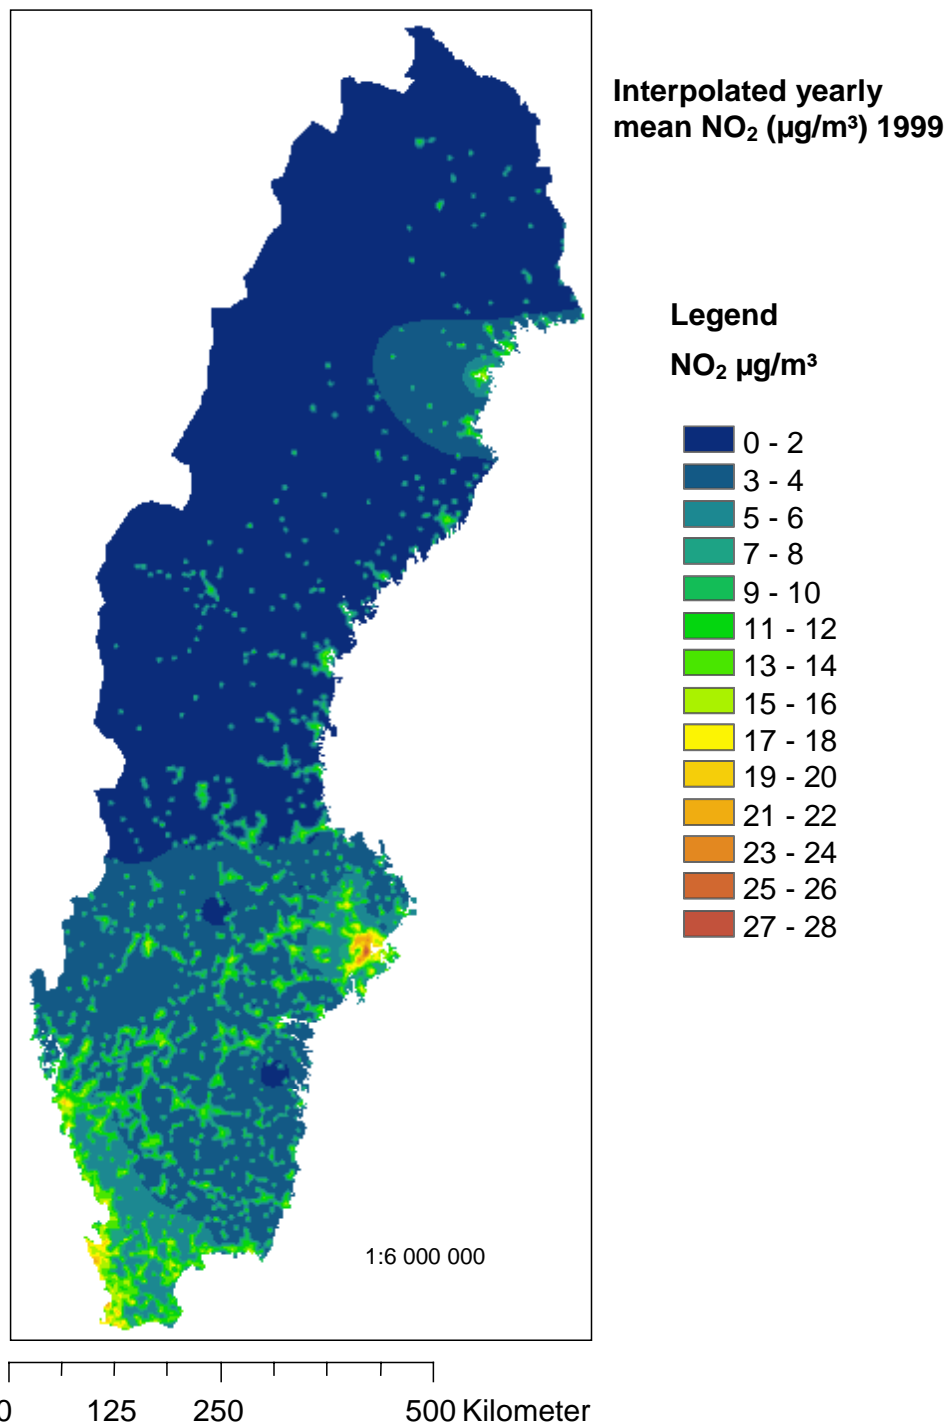 Interpolated yearly
mean NO₂ (µg/m³) 1999
Legend
NO₂ µg/m³
0 - 2
3 - 4
5 - 6
7 - 8
9 - 10
11 - 12
13 - 14
15 - 16
17 - 18
19 - 20
21 - 22
23 - 24
25 - 26
27 - 28
1:6 000 000
0 125 250 500 Kilometer